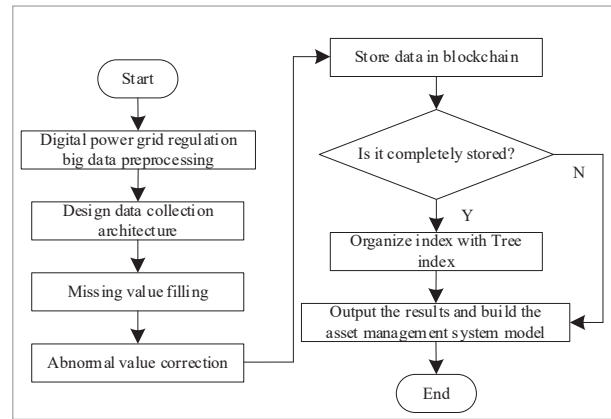 Start
Digital power grid regulation
big data preprocessing
Design data collection
architecture
Missing value filling
Abnormal value correction
Store data in blockchain
Is it completely stored?
N
Y
Organize index with Tree
index
Output the results and build the
asset management system model
End